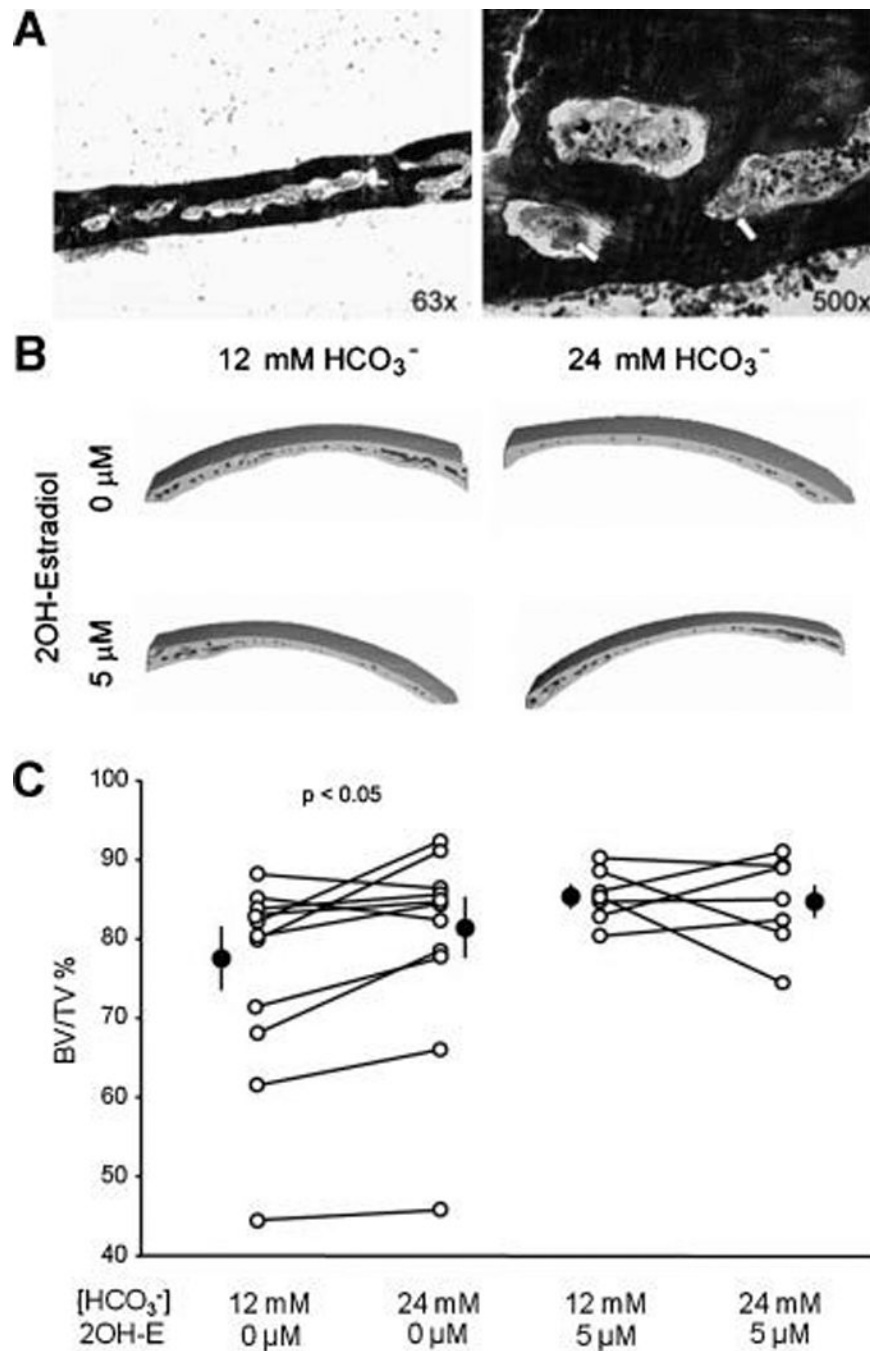 A
63x
500x
B
12 mM HCO₃⁻
24 mM HCO₃⁻
2OH-Estradiol
0 µM
5 µM
C
p < 0.05
BV/TV %
100
90
80
70
60
50
40
[HCO₃⁻] 12 mM 24 mM 12 mM 24 mM
2OH-E 0 µM 0 µM 5 µM 5 µM